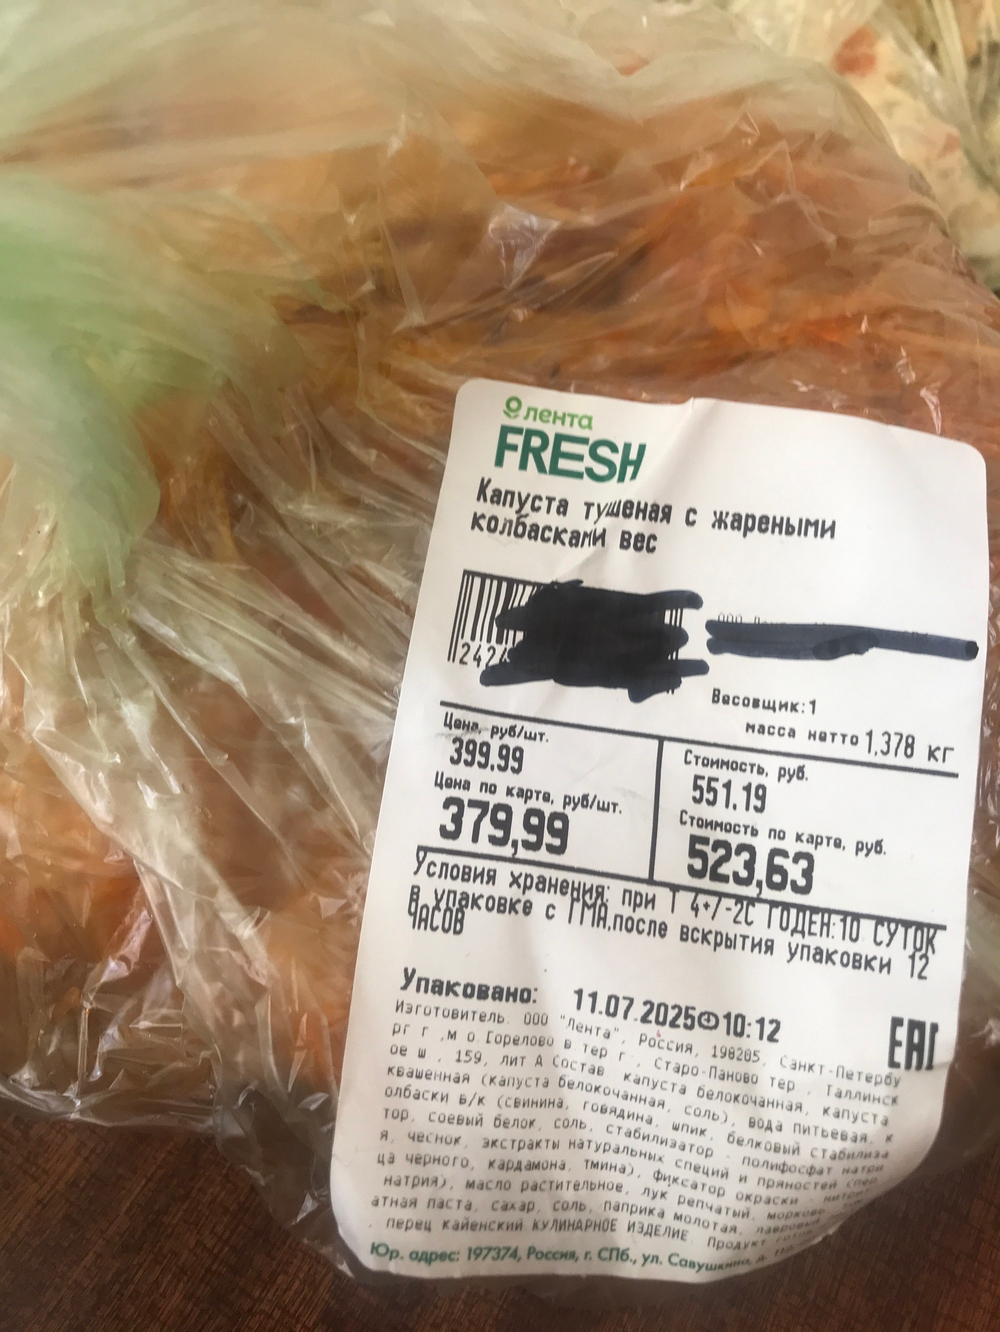 лента
FRESH
Капуста тушеная с жареными
колбасками вес
242
Весовщик:1
масса нетто 1,378 кг
Цена, руб/шт.
399.99
Цена по карте, руб/шт.
379,99
Стоимость, руб.
551.19
Стоимость по карте, руб.
523,63
Условия хранения: при Т 4+/-2С ГОДЕН:10 СУТОК
В упаковке с ГМА,после вскрытия упаковки 12
ЧАСОВ
Упаковано: 11.07.2025 10:12
EAC
Изготовитель. ООО "Лента", Россия, 198205, Санкт-Петербу
рг г ,м о Горелово в тер г , Старо-Паново тер , Таллинск
ое ш , 159, лит А Состав капуста белокочанная, капуста
квашенная (капуста белокочанная, соль), вода питьевая, к
олбаски в/к (свинина, говядина, шпик, белковый стабилиза
тор, соевый белок, соль, стабилизатор - полифосфат натри
я, чеснок, экстракты натуральных специй и пряностей (пер
ца черного, кардамона, тмина), фиксатор окраски - нитрит
натрия), масло растительное, лук репчатый, морковь,
атная паста, сахар, соль, паприка молотая, лавровый
, перец кайенский КУЛИНАРНОЕ ИЗДЕЛИЕ. Продукт
Юр. адрес: 197374, Россия, г. СПб., ул. Савушкина, д.